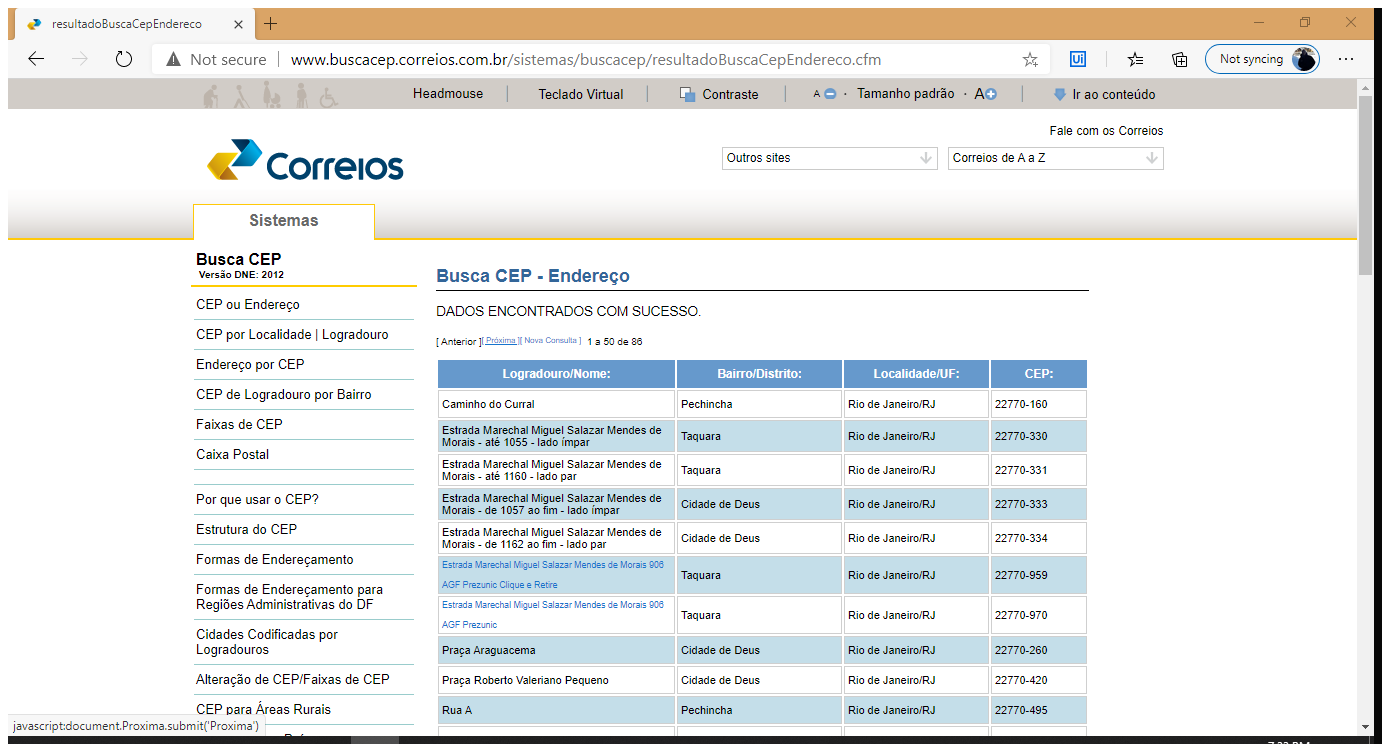 resultadoBuscaCepEndereco
Not secure
www.buscacep.correios.com.br/sistemas/buscacep/resultadoBuscaCepEndereco.cfm
Ui
Not syncing
Headmouse | Teclado Virtual | Contraste | A · Tamanho padrão · A | Ir ao conteúdo
Fale com os Correios
Correios
Outros sites
Correios de A a Z
Sistemas
Busca CEP
Versão DNE: 2012
CEP ou Endereço
CEP por Localidade | Logradouro
Endereço por CEP
CEP de Logradouro por Bairro
Faixas de CEP
Caixa Postal
Por que usar o CEP?
Estrutura do CEP
Formas de Endereçamento
Formas de Endereçamento para
Regiões Administrativas do DF
Cidades Codificadas por
Logradouros
Alteração de CEP/Faixas de CEP
CEP para Áreas Rurais
Busca CEP - Endereço
DADOS ENCONTRADOS COM SUCESSO.
[ Anterior ][ Próxima ][ Nova Consulta ] 1 a 50 de 86
Logradouro/Nome: Bairro/Distrito: Localidade/UF: CEP:
Caminho do Curral Pechincha Rio de Janeiro/RJ 22770-160
Estrada Marechal Miguel Salazar Mendes de
Morais - até 1055 - lado ímpar Taquara Rio de Janeiro/RJ 22770-330
Estrada Marechal Miguel Salazar Mendes de
Morais - até 1160 - lado par Taquara Rio de Janeiro/RJ 22770-331
Estrada Marechal Miguel Salazar Mendes de
Morais - de 1057 ao fim - lado ímpar Cidade de Deus Rio de Janeiro/RJ 22770-333
Estrada Marechal Miguel Salazar Mendes de
Morais - de 1162 ao fim - lado par Cidade de Deus Rio de Janeiro/RJ 22770-334
Estrada Marechal Miguel Salazar Mendes de Morais 906
AGF Prezunic Clique e Retire Taquara Rio de Janeiro/RJ 22770-959
Estrada Marechal Miguel Salazar Mendes de Morais 906
AGF Prezunic Taquara Rio de Janeiro/RJ 22770-970
Praça Araguacema Cidade de Deus Rio de Janeiro/RJ 22770-260
Praça Roberto Valeriano Pequeno Cidade de Deus Rio de Janeiro/RJ 22770-420
Rua A Pechincha Rio de Janeiro/RJ 22770-495
javascript:document.Proxima.submit('Proxima')